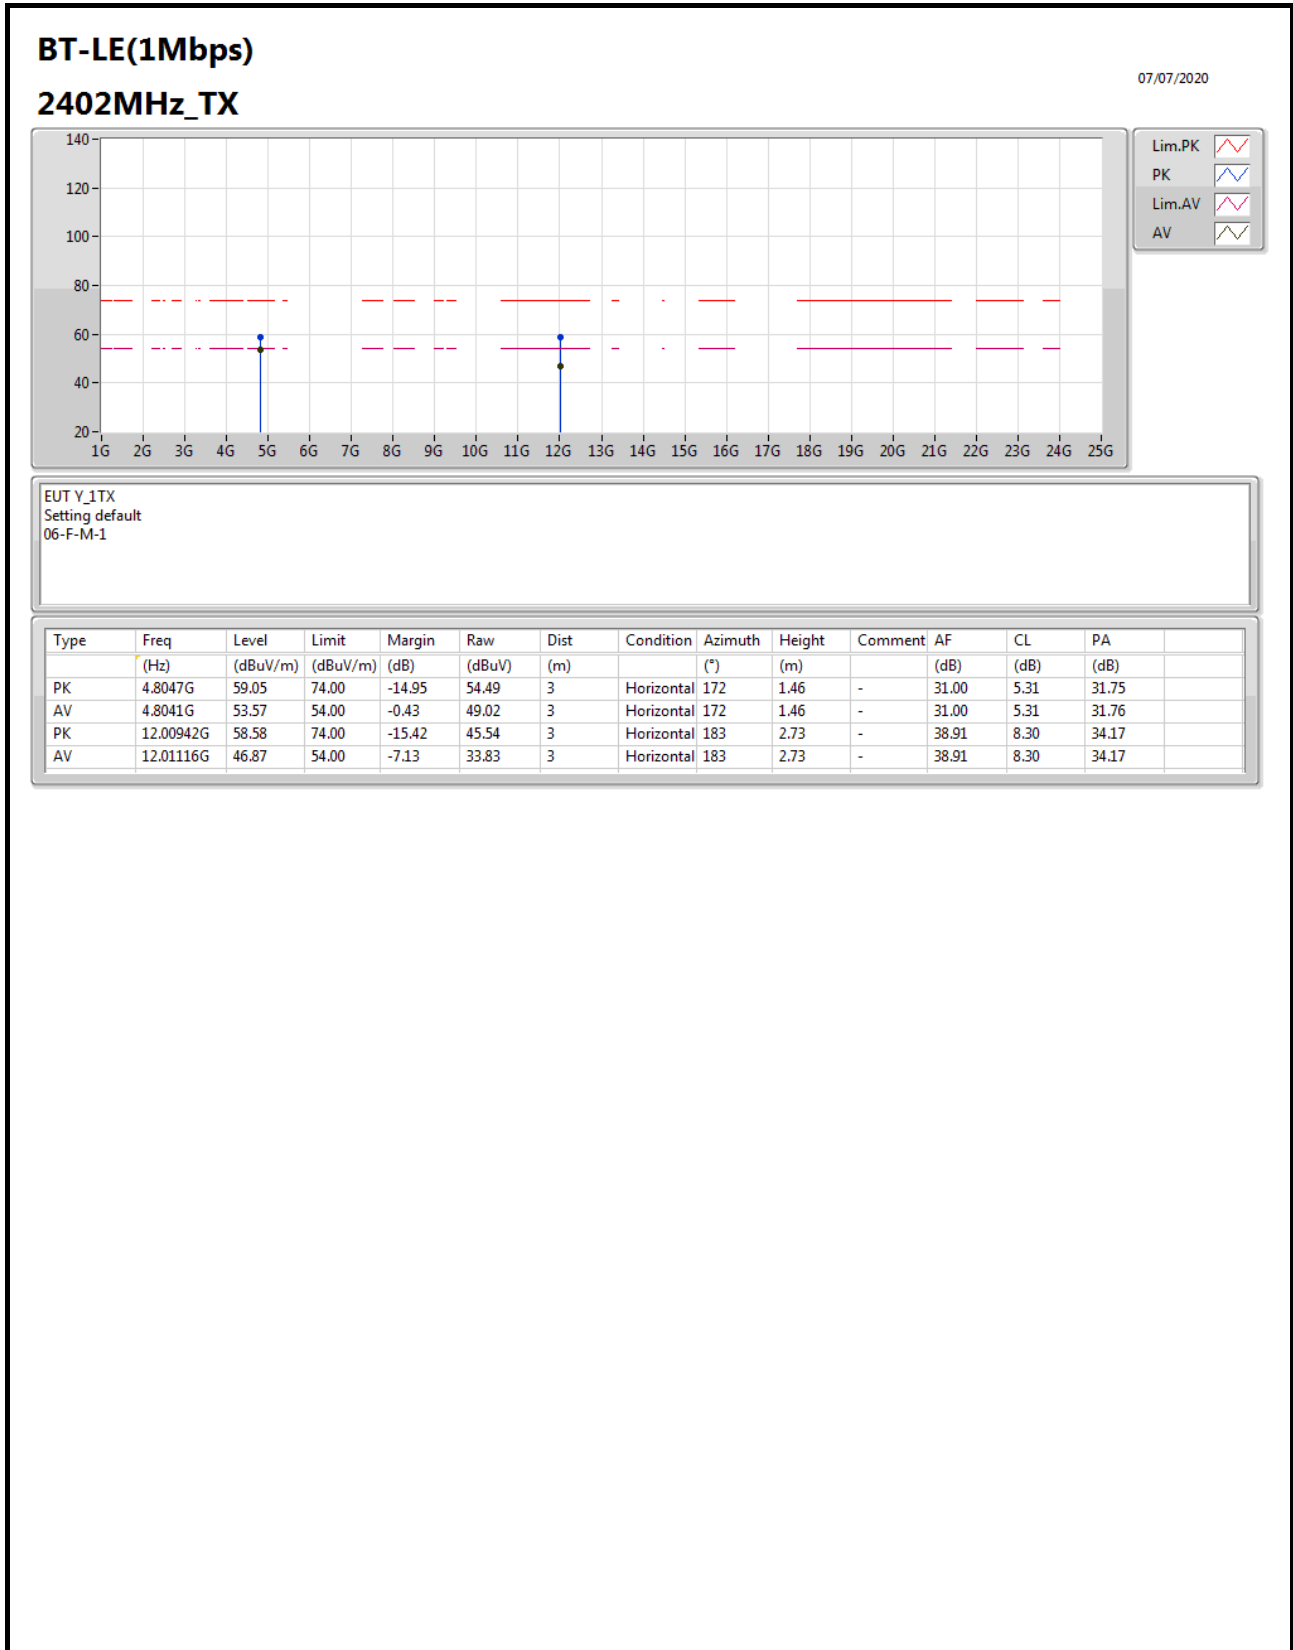 BT-LE(1Mbps)
07/07/2020
2402MHz_TX
140
120
100
80
60
40
20
1G 2G 3G 4G 5G 6G 7G 8G 9G 10G 11G 12G 13G 14G 15G 16G 17G 18G 19G 20G 21G 22G 23G 24G 25G
Lim.PK
PK
Lim.AV
AV
EUT Y_1TX
Setting default
06-F-M-1
Type Freq Level Limit Margin Raw Dist Condition Azimuth Height Comment AF CL PA
(Hz) (dBuV/m) (dBuV/m) (dB) (dBuV) (m) (°) (m) (dB) (dB) (dB)
PK 4.8047G 59.05 74.00 -14.95 54.49 3 Horizontal 172 1.46 - 31.00 5.31 31.75
AV 4.8041G 53.57 54.00 -0.43 49.02 3 Horizontal 172 1.46 - 31.00 5.31 31.76
PK 12.00942G 58.58 74.00 -15.42 45.54 3 Horizontal 183 2.73 - 38.91 8.30 34.17
AV 12.01116G 46.87 54.00 -7.13 33.83 3 Horizontal 183 2.73 - 38.91 8.30 34.17